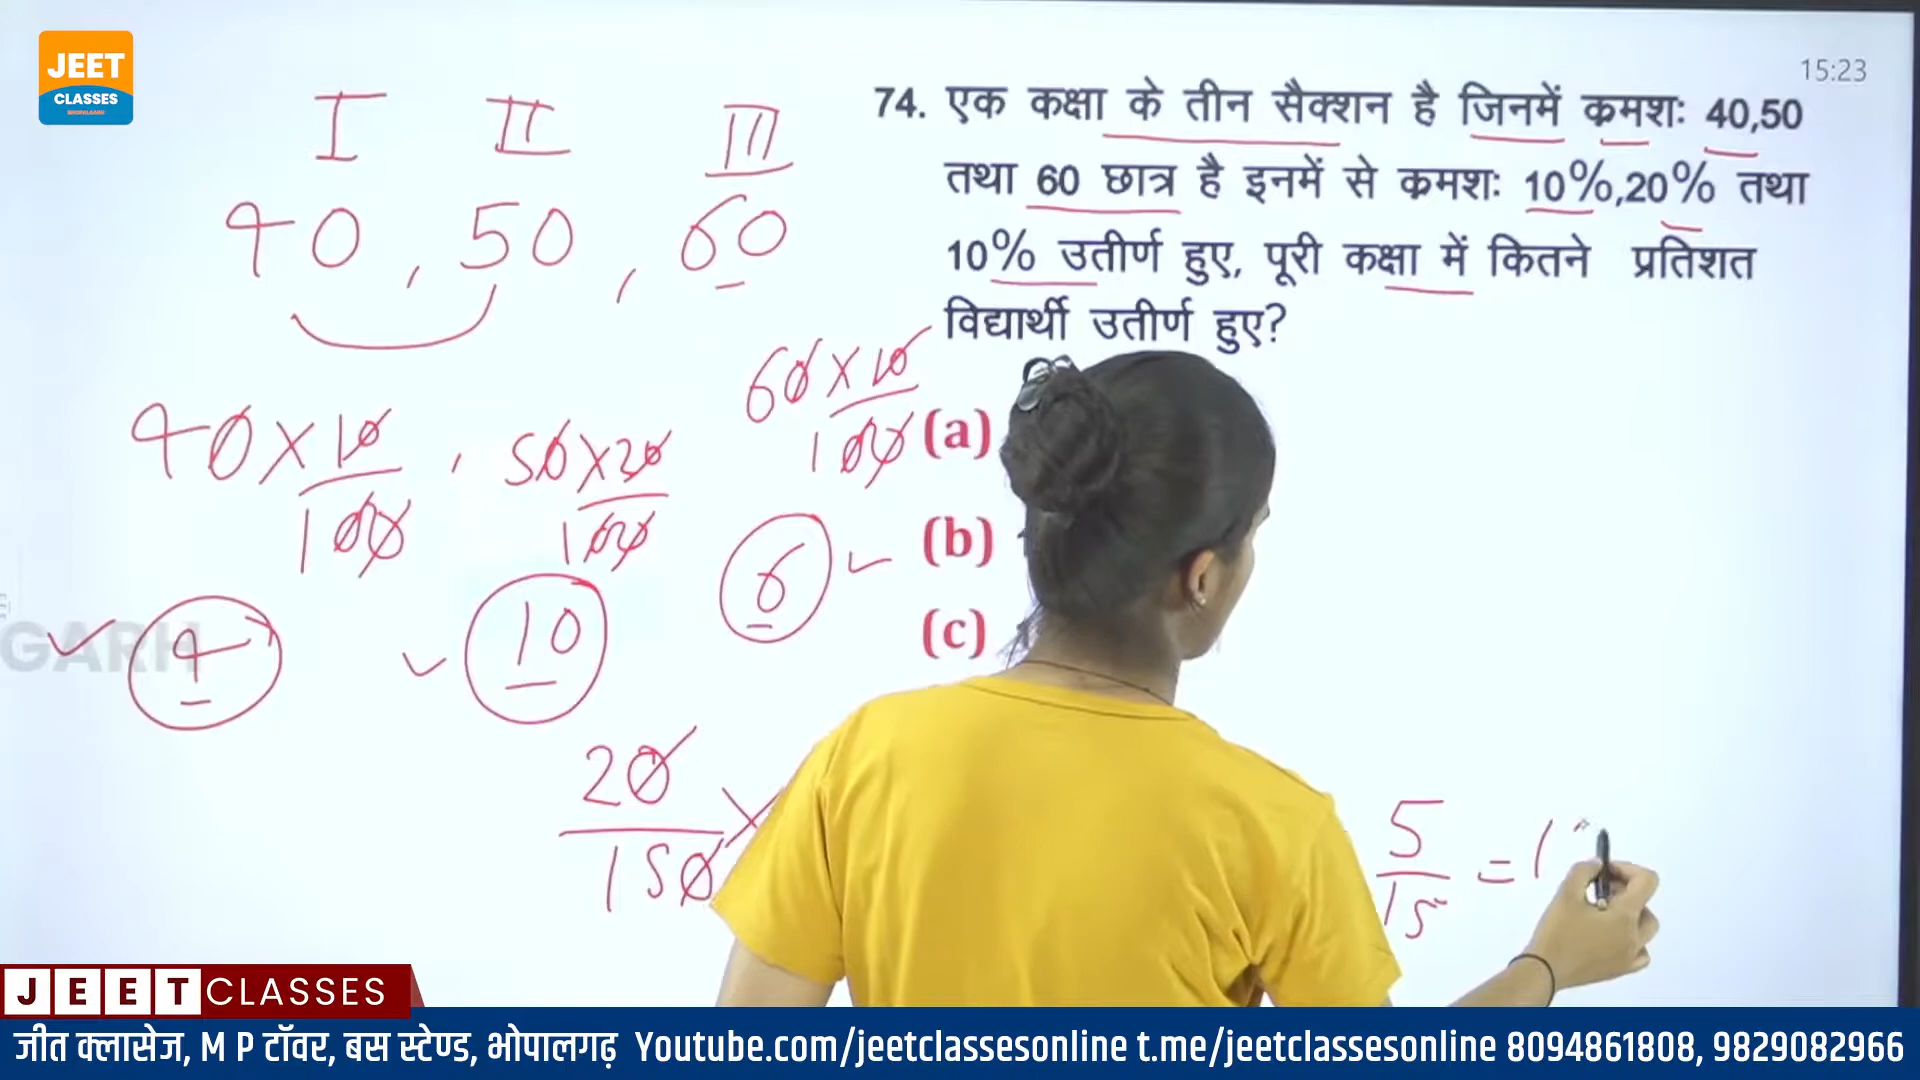 JEET
CLASSES
15:23
I II III
40, 50, 60
74. एक कक्षा के तीन सैक्शन है जिनमें क्रमशः 40,50
तथा 60 छात्र है इनमें से क्रमशः 10%,20% तथा
10% उतीर्ण हुए, पूरी कक्षा में कितने प्रतिशत
विद्यार्थी उतीर्ण हुए?
60×10
100
40×10 , 50×20
100 100
(a)
(b)
(c)
4 10 6
GARH
20
150 ×
5
15 = 1
JEET CLASSES
जीत क्लासेज, M P टॉवर, बस स्टेण्ड, भोपालगढ़ Youtube.com/jeetclassesonline t.me/jeetclassesonline 8094861808, 9829082966